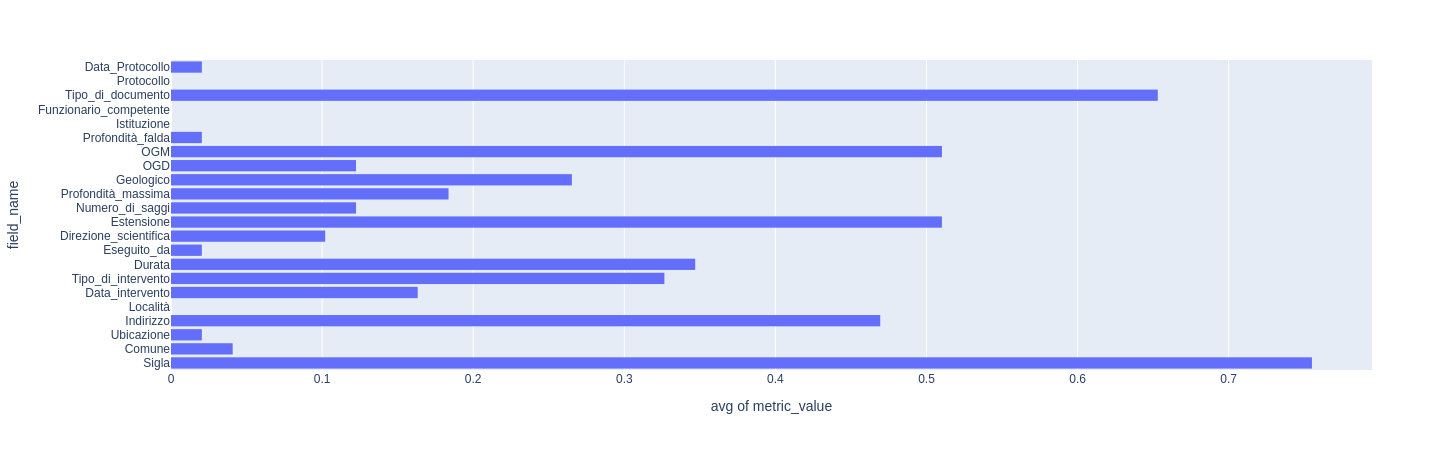 Data_Protocollo
Protocollo
Tipo_di_documento
Funzionario_competente
Istituzione
Profondità_falda
OGM
OGD
Geologico
Profondità_massima
Numero_di_saggi
Estensione
Direzione_scientifica
Eseguito_da
Durata
Tipo_di_intervento
Data_intervento
Località
Indirizzo
Ubicazione
Comune
Sigla
0 0.1 0.2 0.3 0.4 0.5 0.6 0.7
avg of metric_value
field_name